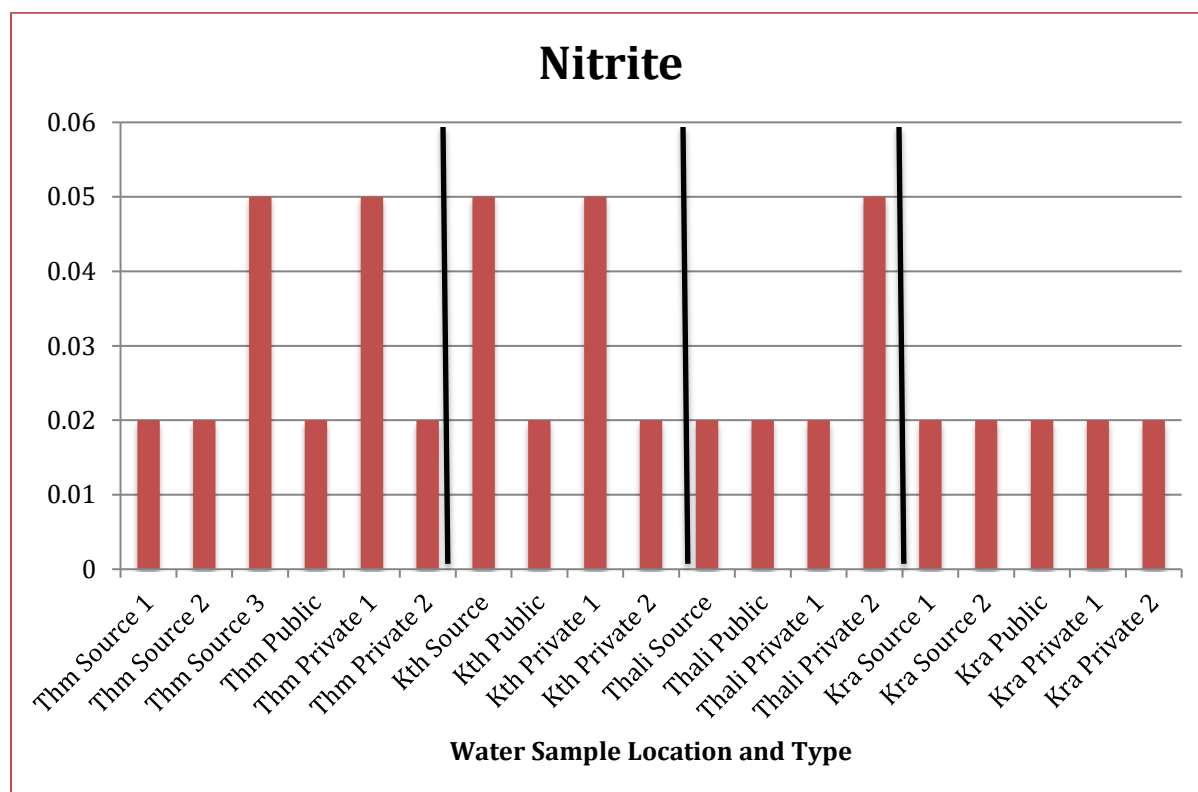 Nitrite
0.06
0.05
0.04
0.03
0.02
0.01
0
Thm Source 1
Thm Source 2
Thm Source 3
Thm Public
Thm Private 1
Thm Private 2
Kth Source
Kth Public
Kth Private 1
Kth Private 2
Thali Source
Thali Public
Thali Private 1
Thali Private 2
Kra Source 1
Kra Source 2
Kra Public
Kra Private 1
Kra Private 2
Water Sample Location and Type